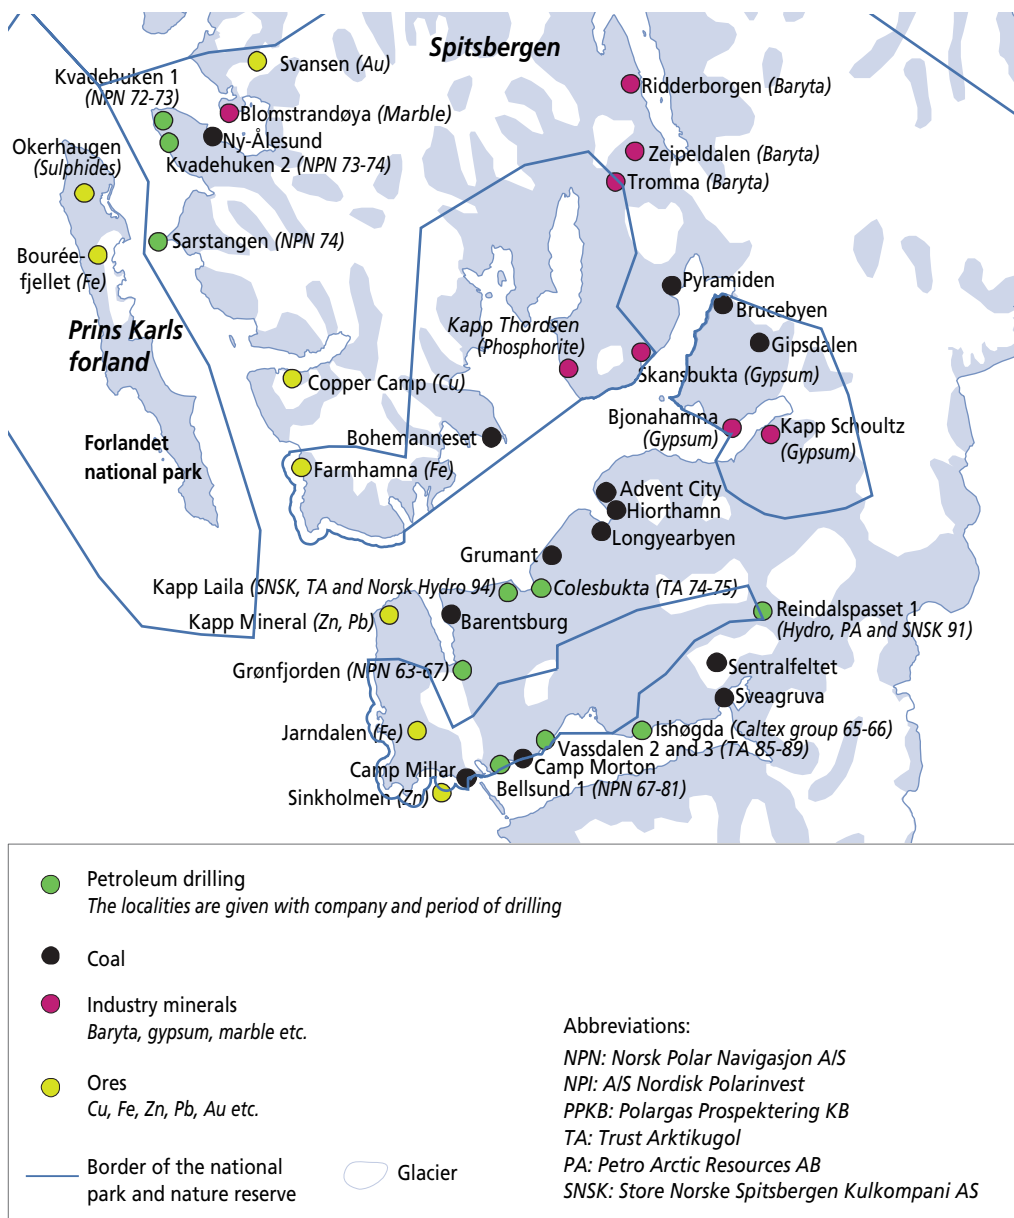 Spitsbergen
Svansen (Au)
Kvadehuken 1
(NPN 72-73)
Ridderborgen (Baryta)
Blomstrandøya (Marble)
Ny-Ålesund
Okerhaugen
(Sulphides)
Kvadehuken 2 (NPN 73-74)
Zeipeldalen (Baryta)
Tromma (Baryta)
Sarstangen (NPN 74)
Bourée-
fjellet (Fe)
Pyramiden
Brucebyen
Prins Karls
forland
Kapp Thordsen
(Phosphorite)
Gipsdalen
Skansbukta (Gypsum)
Copper Camp (Cu)
Bjonahamna
(Gypsum)
Kapp Schoultz
(Gypsum)
Forlandet
national park
Bohemanneset
Farmhamna (Fe)
Advent City
Hiorthamn
Longyearbyen
Grumant
Kapp Laila (SNSK, TA and Norsk Hydro 94)
Colesbukta (TA 74-75)
Kapp Mineral (Zn, Pb)
Barentsburg
Reindalspasset 1
(Hydro, PA and SNSK 91)
Grønfjorden (NPN 63-67)
Sentralfeltet
Sveagruva
Jarndalen (Fe)
Ishøgda (Caltex group 65-66)
Vassdalen 2 and 3 (TA 85-89)
Camp Morton
Camp Millar
Bellsund 1 (NPN 67-81)
Sinkholmen (Zn)
Petroleum drilling
The localities are given with company and period of drilling
Coal
Industry minerals
Baryta, gypsum, marble etc.
Ores
Cu, Fe, Zn, Pb, Au etc.
Border of the national
park and nature reserve
Glacier
Abbreviations:
NPN: Norsk Polar Navigasjon A/S
NPI: A/S Nordisk Polarinvest
PPKB: Polargas Prospektering KB
TA: Trust Arktikugol
PA: Petro Arctic Resources AB
SNSK: Store Norske Spitsbergen Kulkompani AS